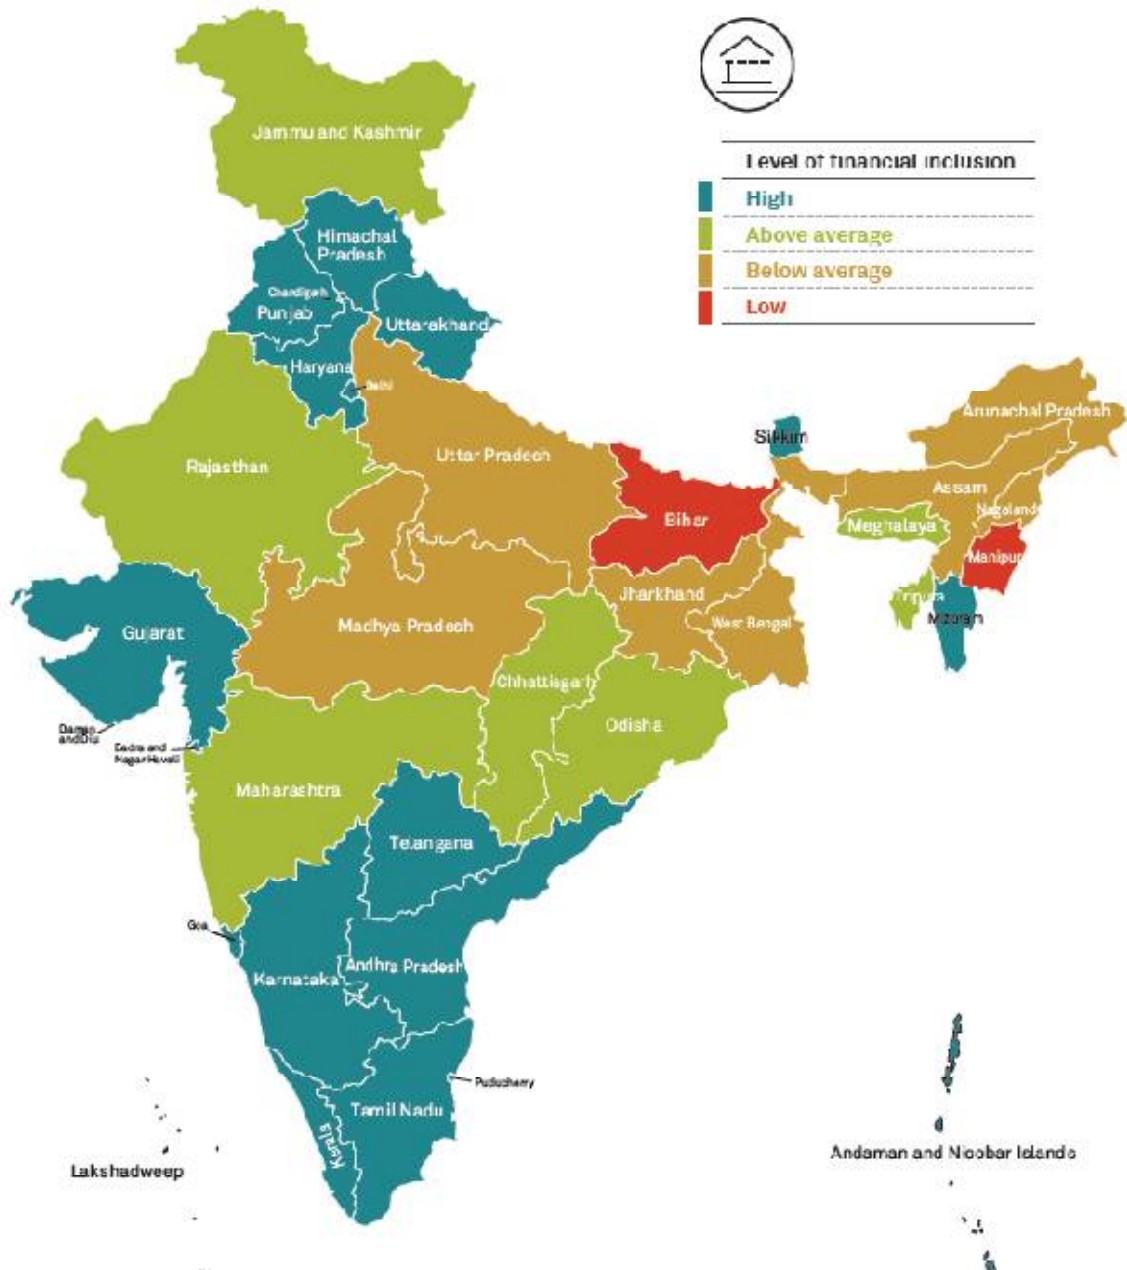 Level of financial inclusion
High
Above average
Below average
Low
Jammu and Kashmir
Himachal
Pradesh
Chandigarh
Punjab
Uttarakhand
Haryana
Delhi
Arunachal Pradesh
Sikkim
Uttar Pradesh
Rajasthan
Assam
Nagaland
Bihar
Meghalaya
Manipur
Jharkhand
Tripura
Mizoram
West Bengal
Madhya Pradesh
Gujarat
Chhattisgarh
Odisha
Daman
and Diu
Dadra and
Nagar Haveli
Maharashtra
Telangana
Goa
Andhra Pradesh
Karnataka
Puducherry
Tamil Nadu
Kerala
Lakshadweep
Andaman and Nicobar Islands